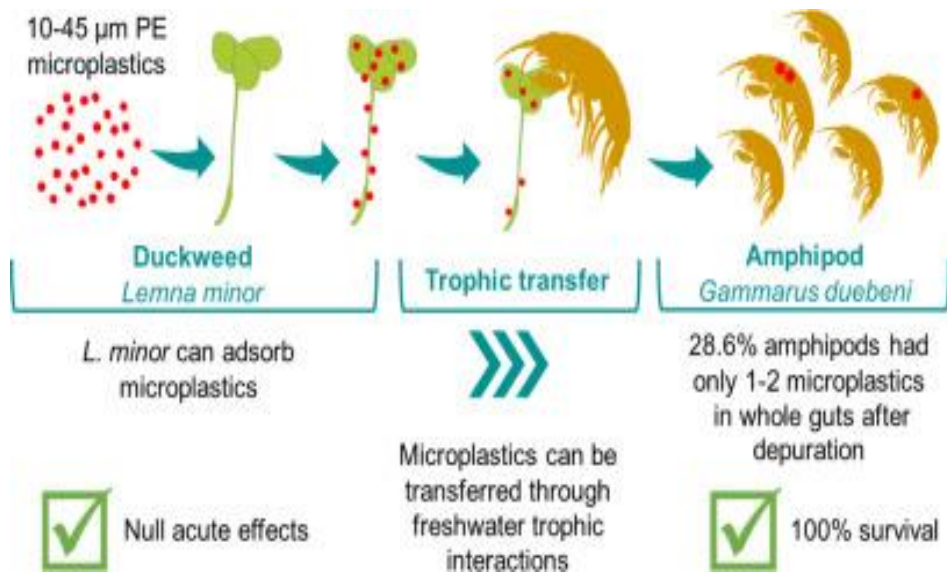 10-45 µm PE
microplastics
Duckweed
Lemna minor
Trophic transfer
Amphipod
Gammarus duebeni
L. minor can adsorb
microplastics
Null acute effects
Microplastics can be
transferred through
freshwater trophic
interactions
28.6% amphipods had
only 1-2 microplastics
in whole guts after
depuration
100% survival